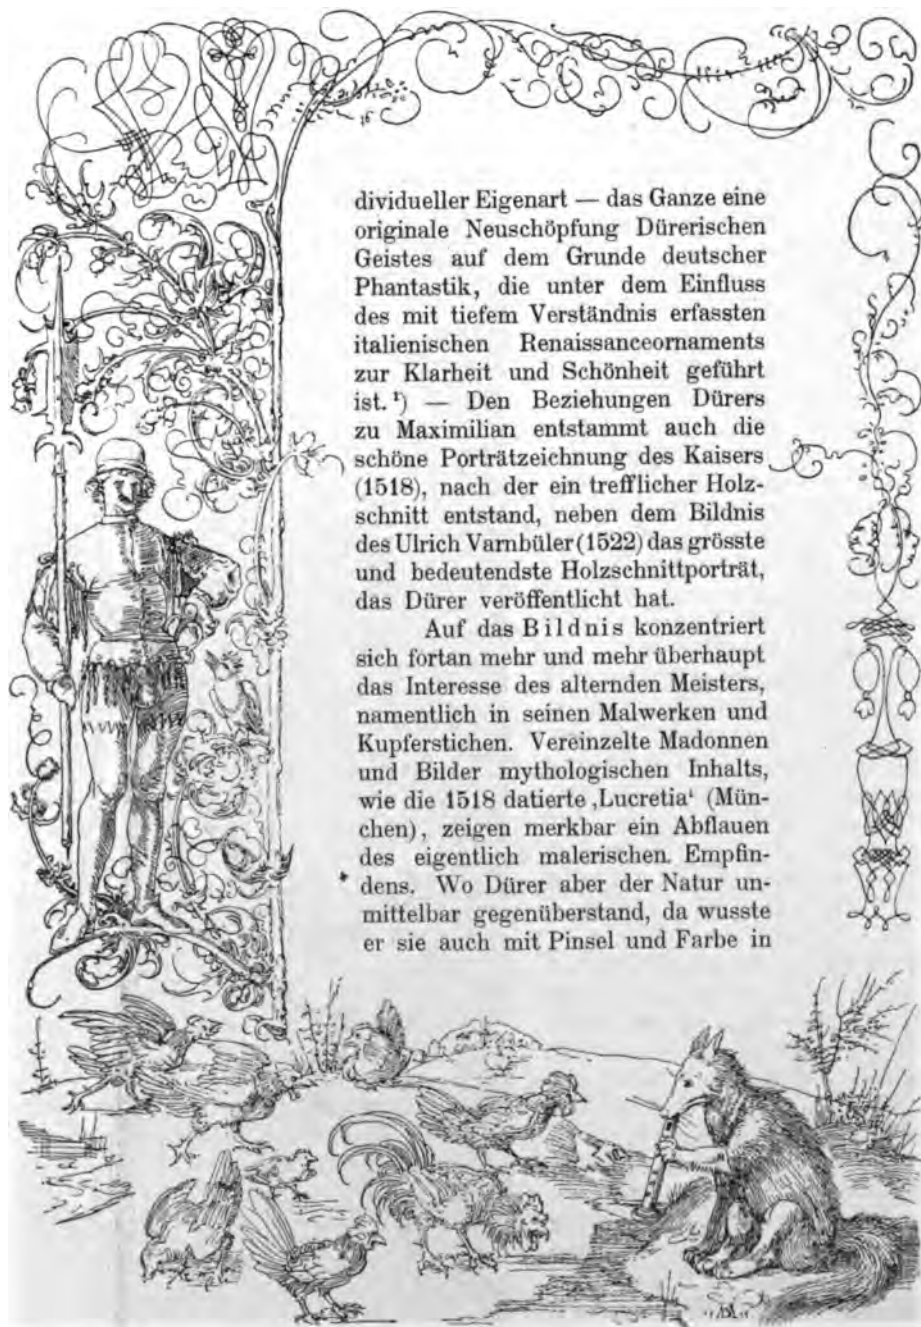 dividueller Eigenart — das Ganze eine
originale Neuschöpfung Dürerischen
Geistes auf dem Grunde deutscher
Phantastik, die unter dem Einfluss
des mit tiefem Verständnis erfassten
italienischen Renaissanceornaments
zur Klarheit und Schönheit geführt
ist.¹) — Den Beziehungen Dürers
zu Maximilian entstammt auch die
schöne Porträtzeichnung des Kaisers
(1518), nach der ein trefflicher Holz-
schnitt entstand, neben dem Bildnis
des Ulrich Varnbüler (1522) das grösste
und bedeutendste Holzschnittporträt,
das Dürer veröffentlicht hat.
Auf das Bildnis konzentriert
sich fortan mehr und mehr überhaupt
das Interesse des alternden Meisters,
namentlich in seinen Malwerken und
Kupferstichen. Vereinzelte Madonnen
und Bilder mythologischen Inhalts,
wie die 1518 datierte ‚Lucretia‘ (Mün-
chen), zeigen merkbar ein Abflauen
des eigentlich malerischen Empfin-
dens. Wo Dürer aber der Natur un-
mittelbar gegenüberstand, da wusste
er sie auch mit Pinsel und Farbe in